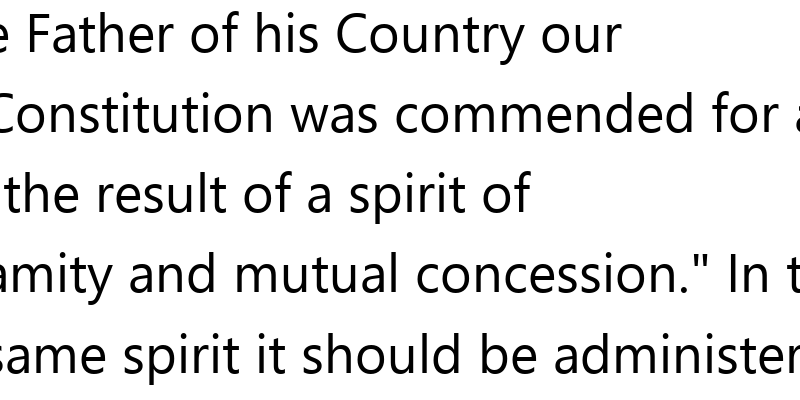 e Father of his Country our
Constitution was commended for a
the result of a spirit of
amity and mutual concession." In t
same spirit it should be administer